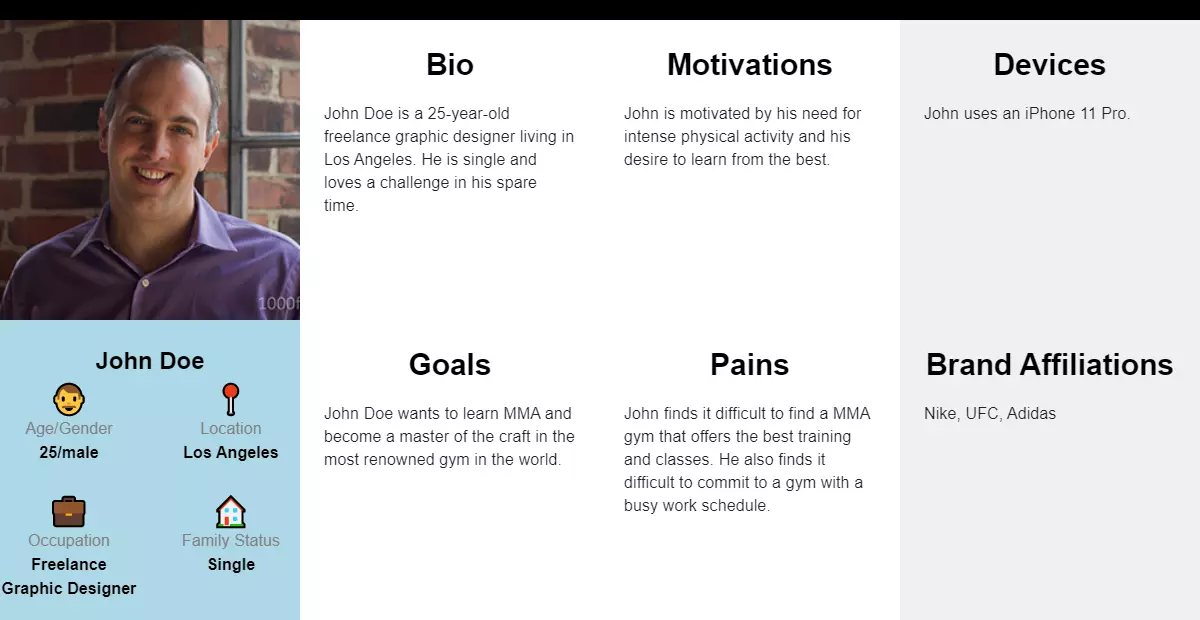 Bio
John Doe is a 25-year-old
freelance graphic designer living in
Los Angeles. He is single and
loves a challenge in his spare
time.
Motivations
John is motivated by his need for
intense physical activity and his
desire to learn from the best.
Devices
John uses an iPhone 11 Pro.
John Doe
Age/Gender
25/male
Location
Los Angeles
Occupation
Freelance
Graphic Designer
Family Status
Single
Goals
John Doe wants to learn MMA and
become a master of the craft in the
most renowned gym in the world.
Pains
John finds it difficult to find a MMA
gym that offers the best training
and classes. He also finds it
difficult to commit to a gym with a
busy work schedule.
Brand Affiliations
Nike, UFC, Adidas